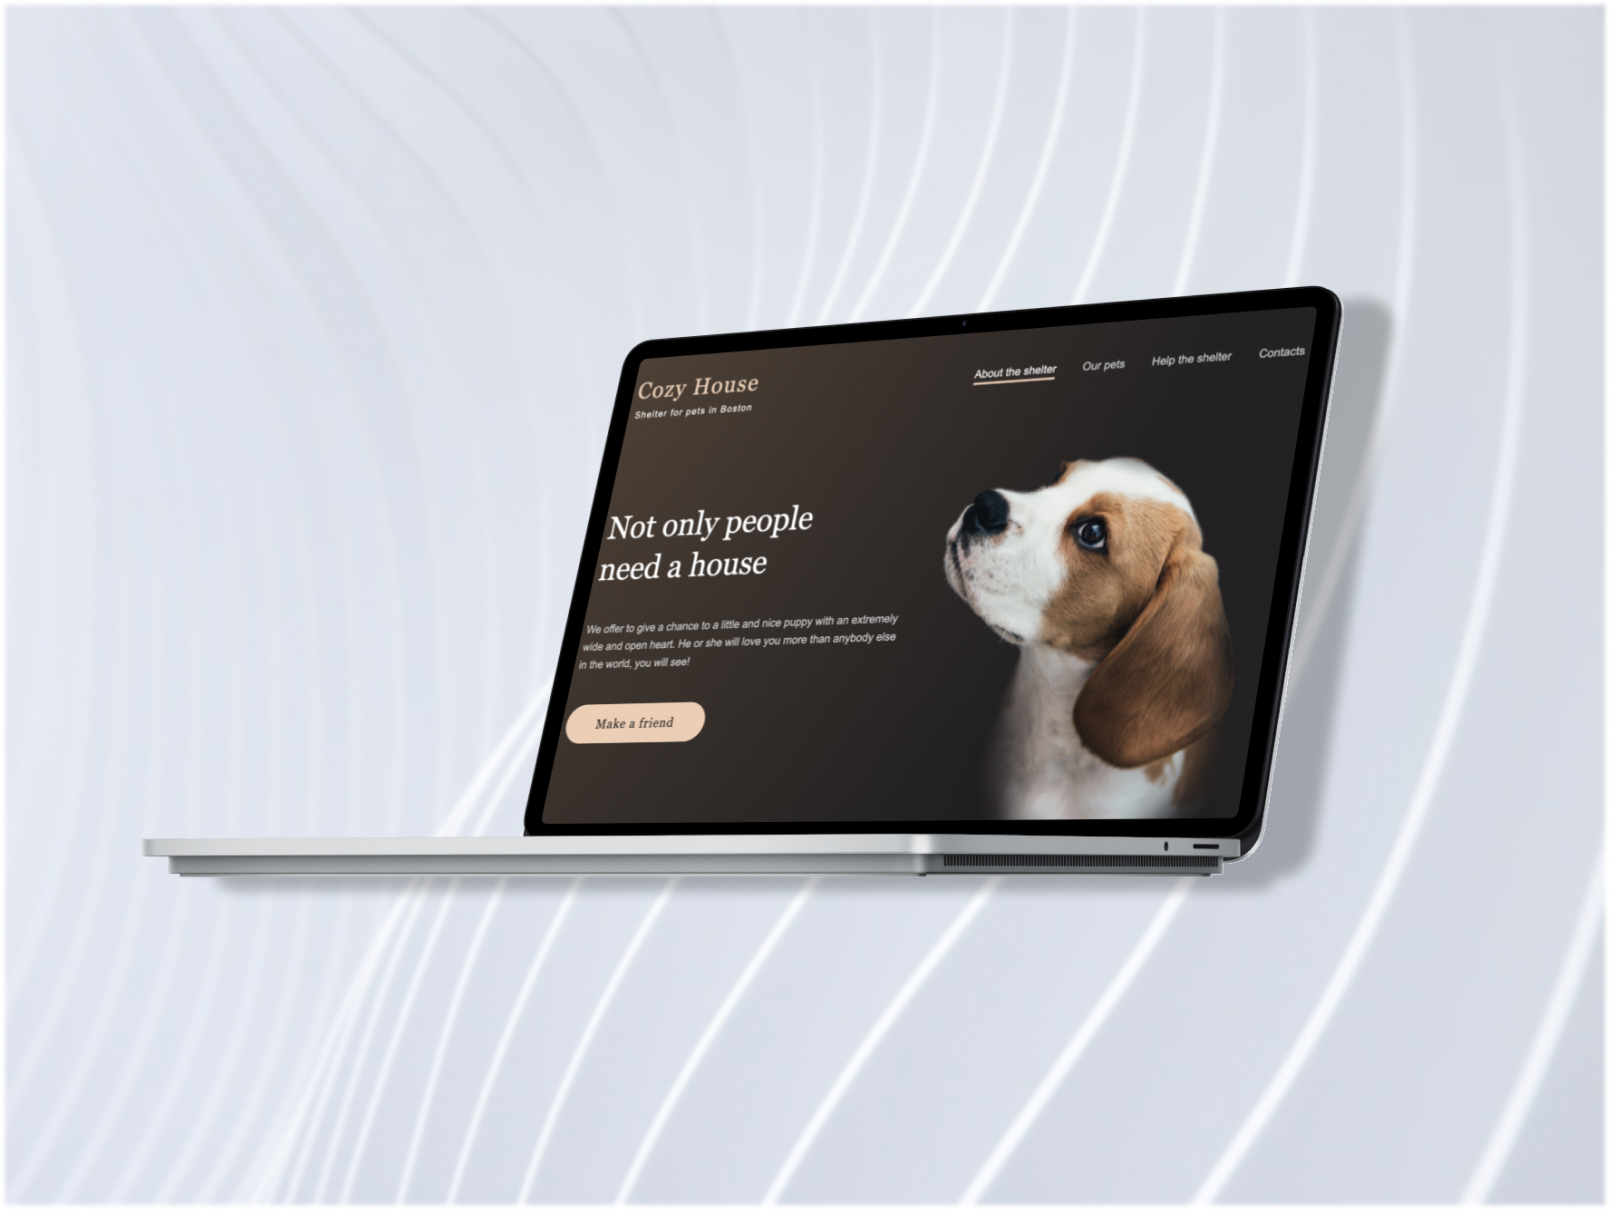 Cozy House
Shelter for pets in Boston
About the shelter
Our pets
Help the shelter
Contacts
Not only people
need a house
We offer to give a chance to a little and nice puppy with an extremely
wide and open heart. He or she will love you more than anybody else
in the world, you will see!
Make a friend